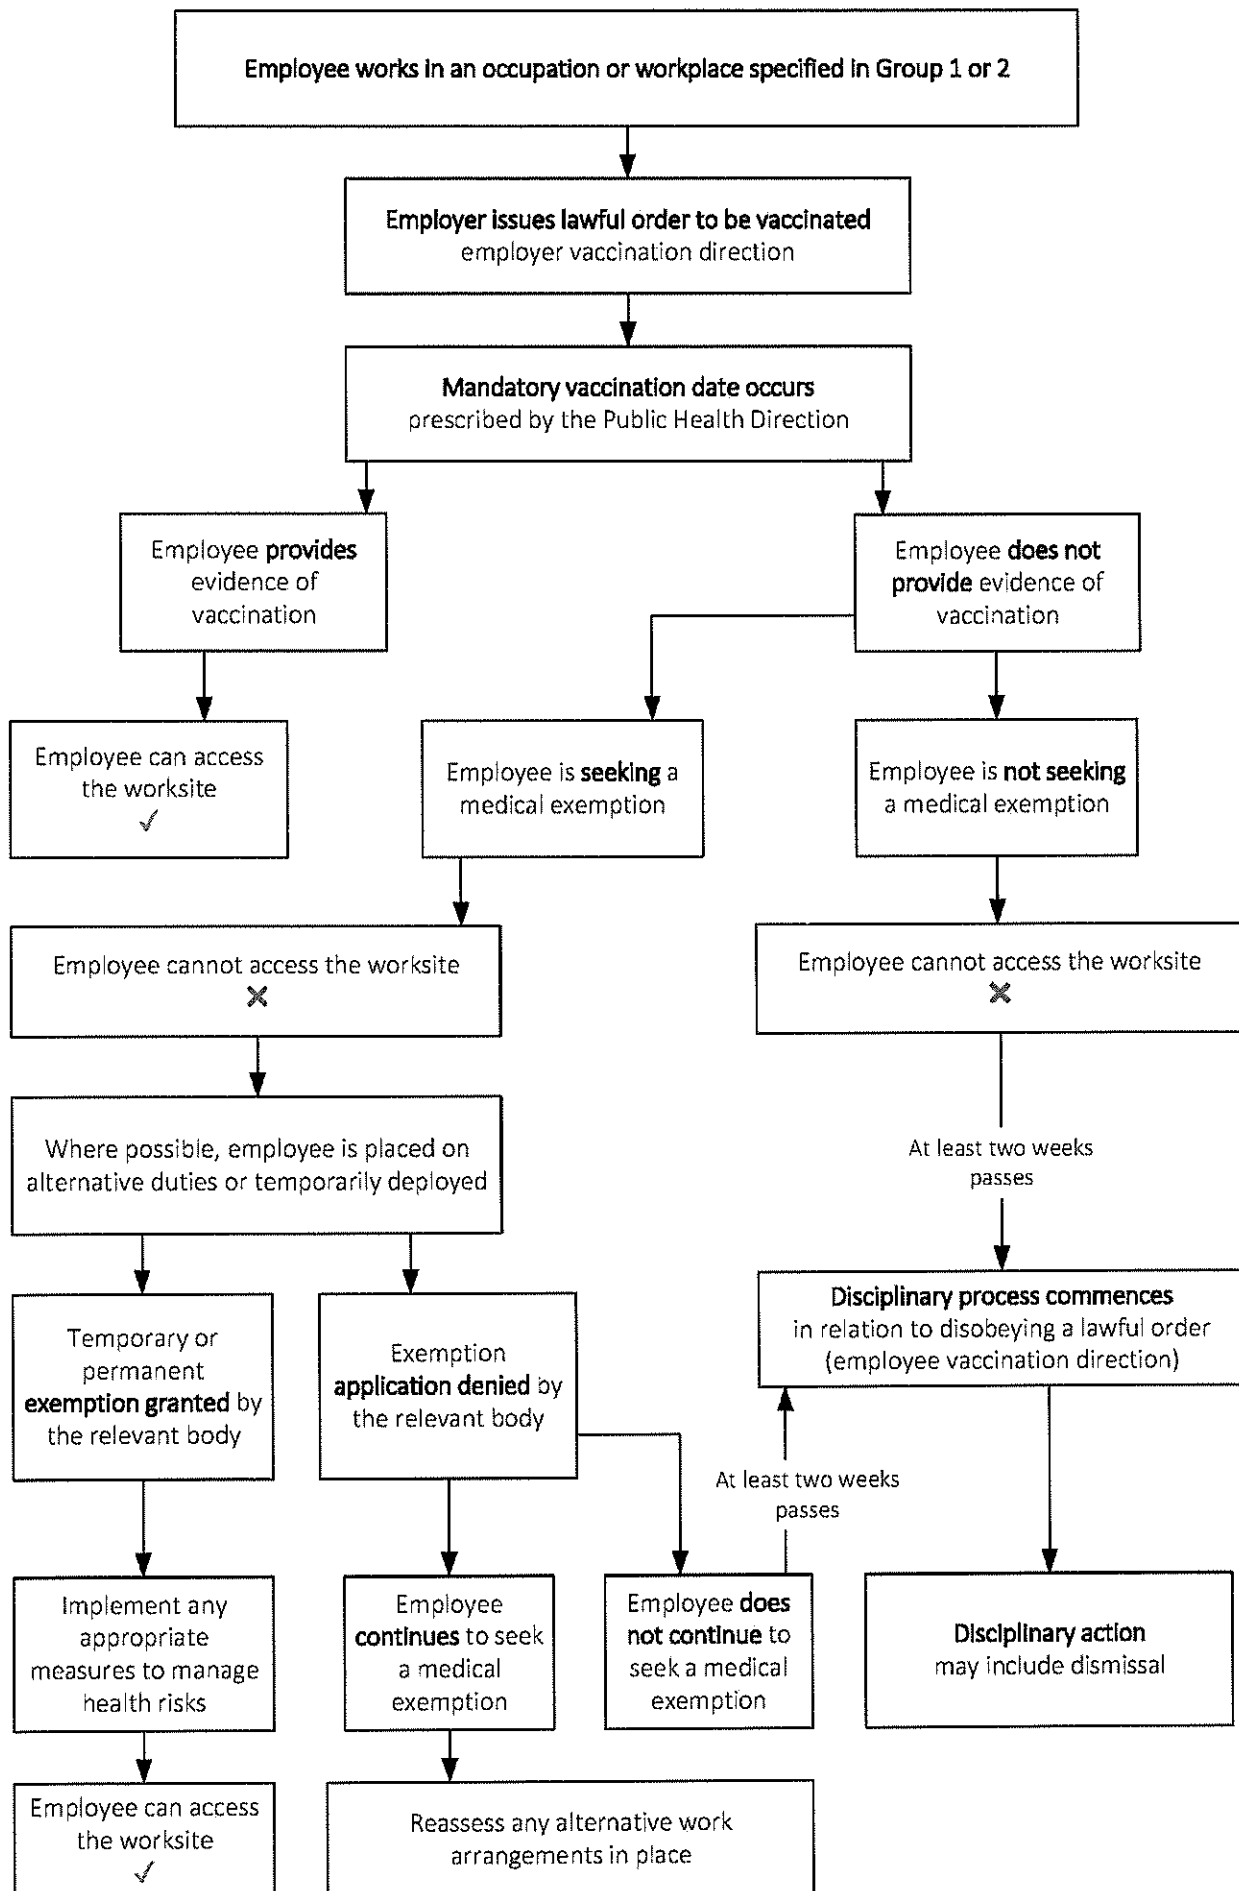 Employee works in an occupation or workplace specified in Group 1 or 2
Employer issues lawful order to be vaccinated
employer vaccination direction
Mandatory vaccination date occurs
prescribed by the Public Health Direction
Employee provides
evidence of
vaccination
Employee does not
provide evidence of
vaccination
Employee can access
the worksite
✓
Employee is seeking a
medical exemption
Employee is not seeking
a medical exemption
Employee cannot access the worksite
✗
Employee cannot access the worksite
✗
Where possible, employee is placed on
alternative duties or temporarily deployed
At least two weeks
passes
Temporary or
permanent
exemption granted by
the relevant body
Exemption
application denied by
the relevant body
Disciplinary process commences
in relation to disobeying a lawful order
(employee vaccination direction)
At least two weeks
passes
Implement any
appropriate
measures to manage
health risks
Employee
continues to seek
a medical
exemption
Employee does
not continue to
seek a medical
exemption
Disciplinary action
may include dismissal
Employee can access
the worksite
✓
Reassess any alternative work
arrangements in place